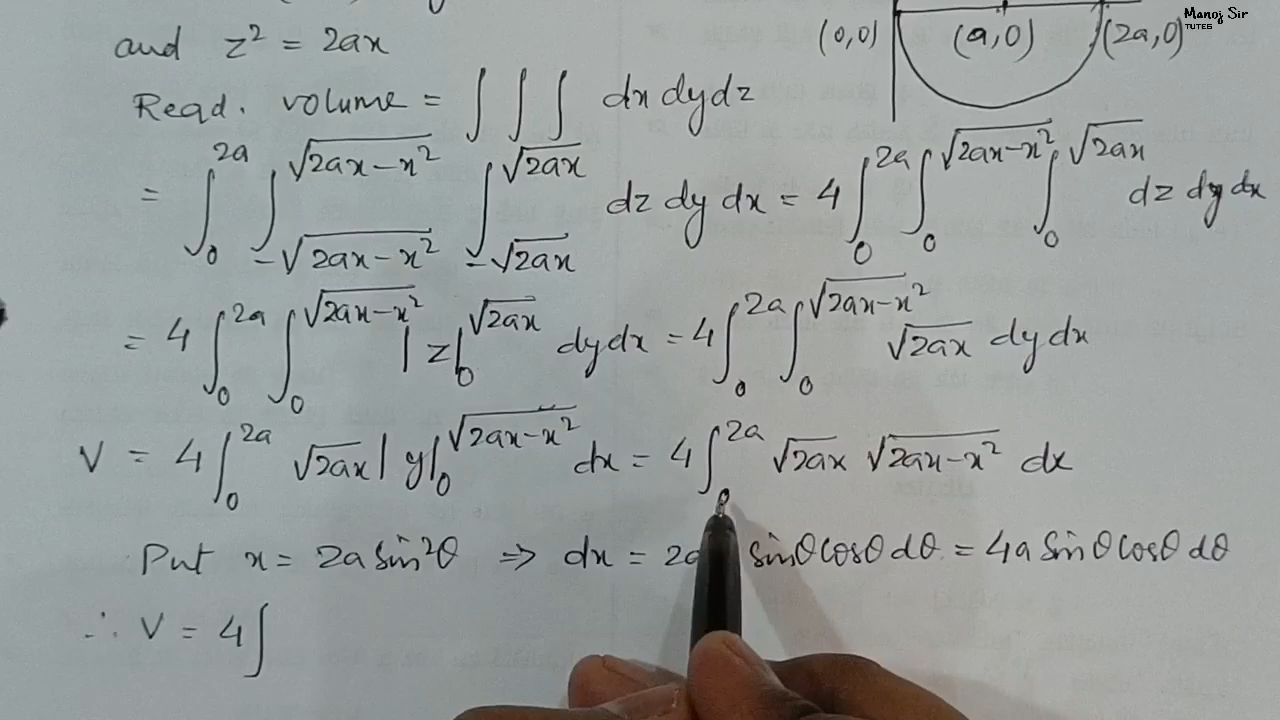 Manoj Sir
TUTES
(0,0) (a,0) (2a,0)
and z² = 2ax
Reqd. volume = ∫ ∫ ∫ dx dy dz
= ∫₀^{2a} ∫_{-√(2ax-x²)}^{√(2ax-x²)} ∫_{-√(2ax)}^{√(2ax)} dz dy dx = 4 ∫₀^{2a} ∫₀^{√(2ax-x²)} ∫₀^{√(2ax)} dz dy dx
= 4 ∫₀^{2a} ∫₀^{√(2ax-x²)} |z|₀^{√(2ax)} dy dx = 4 ∫₀^{2a} ∫₀^{√(2ax-x²)} √(2ax) dy dx
V = 4 ∫₀^{2a} √(2ax) |y|₀^{√(2ax-x²)} dx = 4 ∫₀^{2a} √(2ax) √(2ax-x²) dx
Put x = 2a sin²θ ⇒ dx = 2a sinθ cosθ dθ = 4a sinθ cosθ dθ
∴ V = 4 ∫